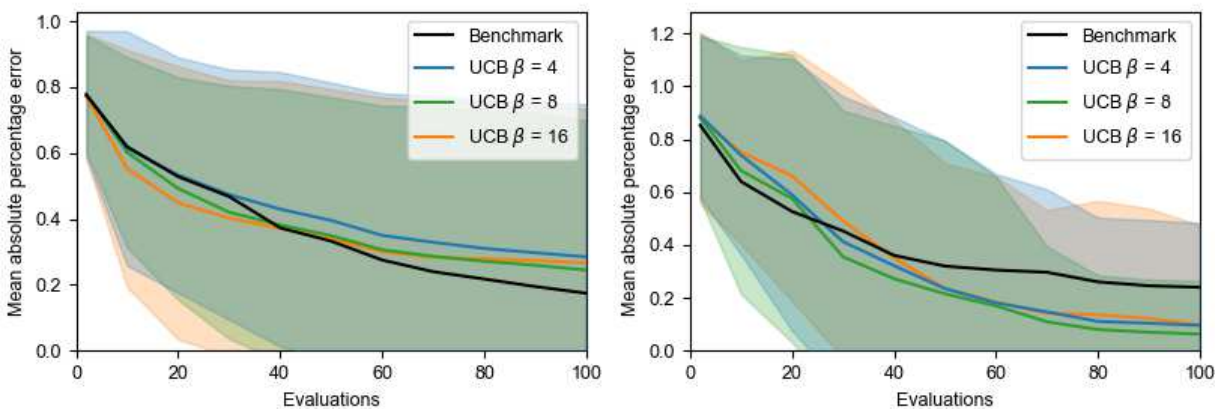 1.0
0.8
0.6
0.4
0.2
0.0
Mean absolute percentage error
0
20
40
60
80
100
Evaluations
Benchmark
UCB β = 4
UCB β = 8
UCB β = 16
1.2
1.0
0.8
0.6
0.4
0.2
0.0
Mean absolute percentage error
0
20
40
60
80
100
Evaluations
Benchmark
UCB β = 4
UCB β = 8
UCB β = 16